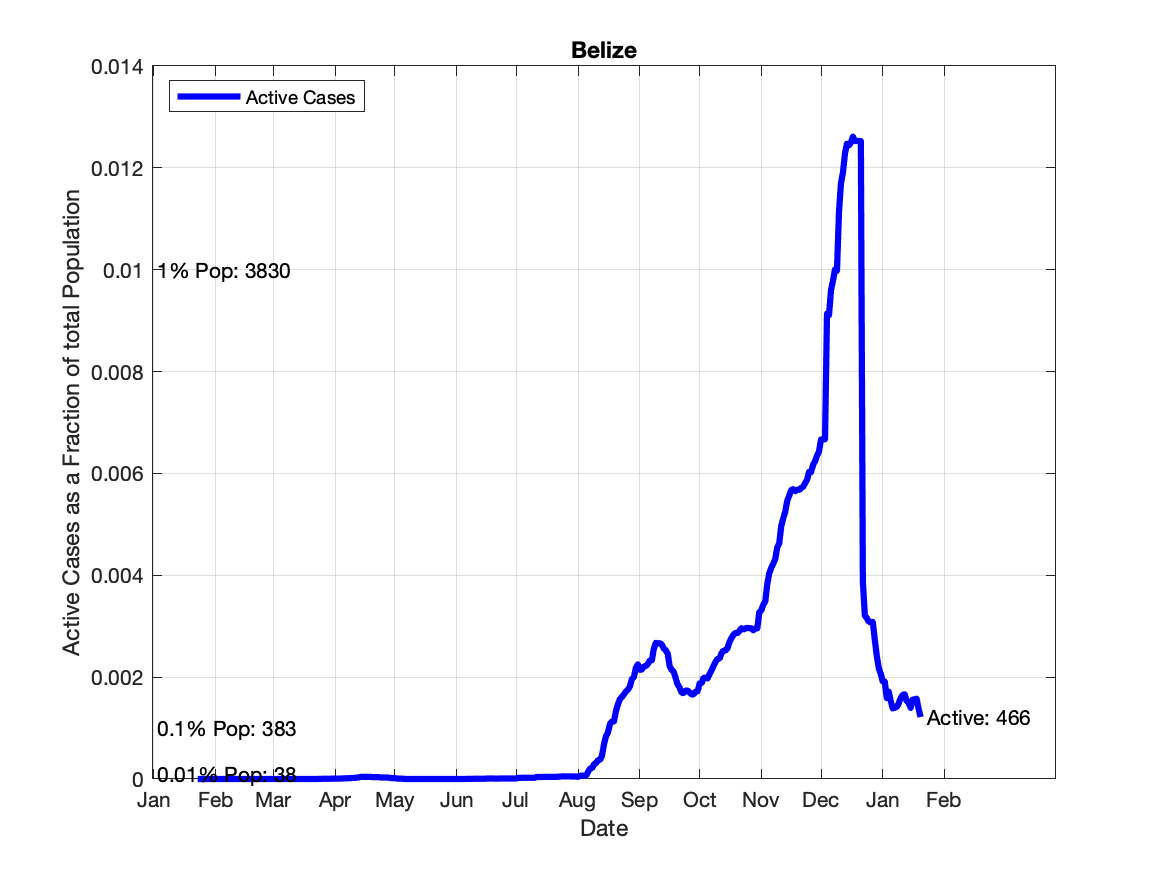 Belize
Active Cases
Active Cases as a Fraction of total Population
0.014
0.012
0.01
0.008
0.006
0.004
0.002
0
1% Pop: 3830
0.1% Pop: 383
0.01% Pop: 38
Active: 466
Jan Feb Mar Apr May Jun Jul Aug Sep Oct Nov Dec Jan Feb
Date